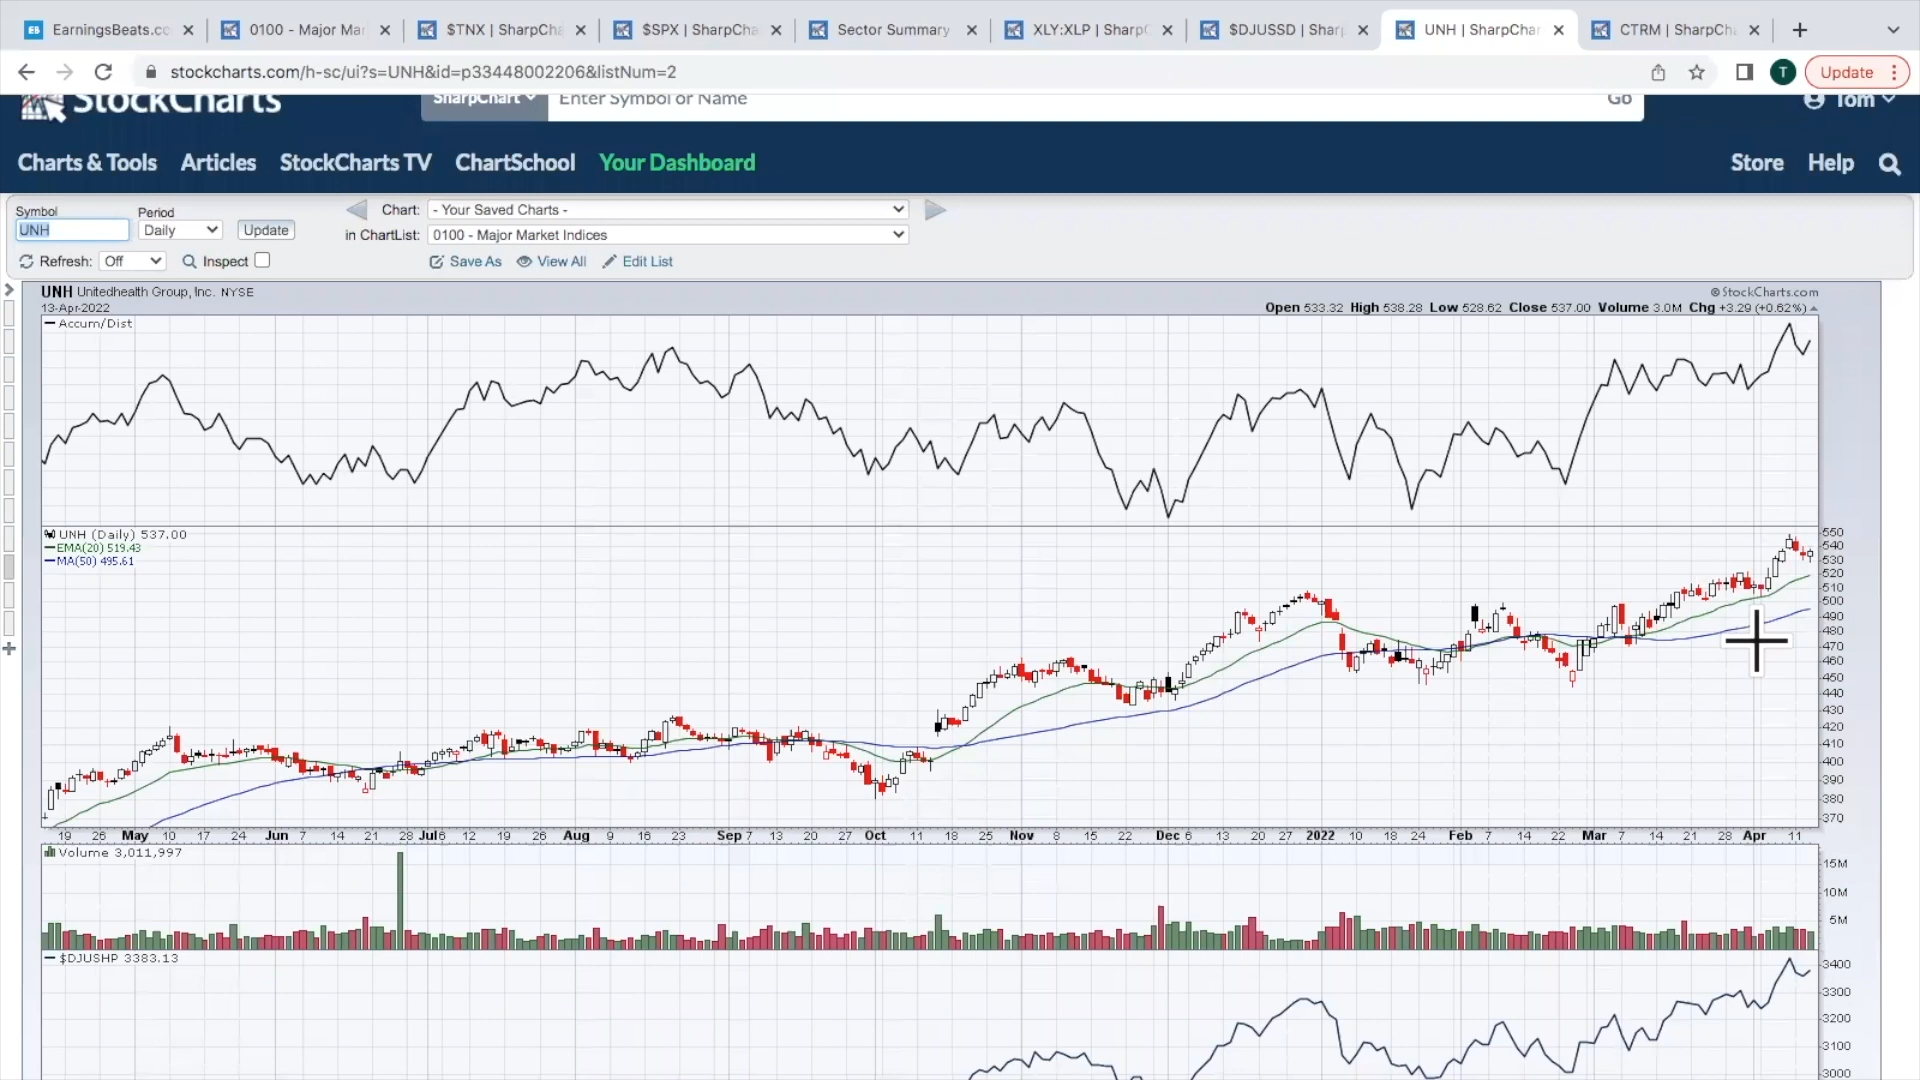 EarningsBeats.co
0100 - Major Mar
$TNX | SharpCha
$SPX | SharpCha
Sector Summary
XLY:XLP | SharpC
$DJUSSD | Sharp
UNH | SharpChar
CTRM | SharpCha
stockcharts.com/h-sc/ui?s=UNH&id=p33448002206&listNum=2
T
Update
StockCharts
SharpChart
Enter Symbol or Name
Go
Tom
Charts & Tools
Articles
StockCharts TV
ChartSchool
Your Dashboard
Store
Help
Symbol
Period
Chart:
- Your Saved Charts -
UNH
Daily
Update
in ChartList:
0100 - Major Market Indices
Refresh:
Off
Inspect
Save As
View All
Edit List
UNH Unitedhealth Group, Inc. NYSE
© StockCharts.com
13-Apr-2022
Open 533.32 High 538.28 Low 528.62 Close 537.00 Volume 3.0M Chg +3.29 (+0.62%)
Accum/Dist
UNH (Daily) 537.00
EMA(20) 519.43
MA(50) 495.61
550
540
530
520
510
500
490
480
470
460
450
440
430
420
410
400
390
380
370
19 26 May 10 17 24 Jun 7 14 21 28 Jul 6 12 19 26 Aug 9 16 23 Sep 7 13 20 27 Oct 11 18 25 Nov 8 15 22 Dec 6 13 20 27 2022 10 18 24 Feb 7 14 22 Mar 7 14 21 28 Apr 11
Volume 3,011,997
15M
10M
5M
$DJUSHP 3383.13
3400
3300
3200
3100
3000